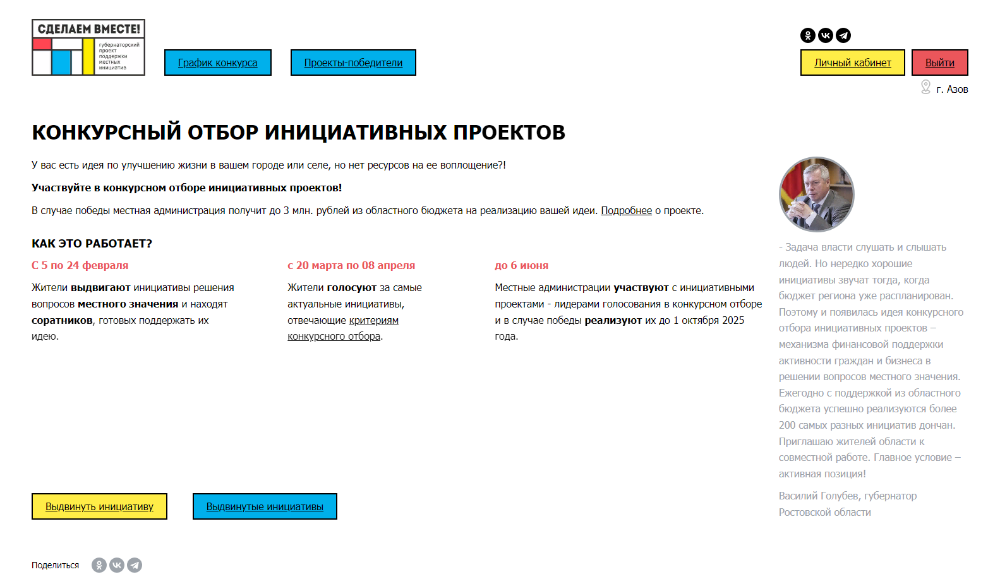 СДЕЛАЕМ ВМЕСТЕ!
губернаторский
проект
поддержки
местных
инициатив
График конкурса
Проекты-победители
Личный кабинет
Выйти
г. Азов
КОНКУРСНЫЙ ОТБОР ИНИЦИАТИВНЫХ ПРОЕКТОВ
У вас есть идея по улучшению жизни в вашем городе или селе, но нет ресурсов на ее воплощение?!
Участвуйте в конкурсном отборе инициативных проектов!
В случае победы местная администрация получит до 3 млн. рублей из областного бюджета на реализацию вашей идеи. Подробнее о проекте.
КАК ЭТО РАБОТАЕТ?
С 5 по 24 февраля
Жители выдвигают инициативы решения
вопросов местного значения и находят
соратников, готовых поддержать их
идею.
с 20 марта по 08 апреля
Жители голосуют за самые
актуальные инициативы,
отвечающие критериям
конкурсного отбора.
до 6 июня
Местные администрации участвуют с инициативными
проектами - лидерами голосования в конкурсном отборе
и в случае победы реализуют их до 1 октября 2025
года.
- Задача власти слушать и слышать
людей. Но нередко хорошие
инициативы звучат тогда, когда
бюджет региона уже распланирован.
Поэтому и появилась идея конкурсного
отбора инициативных проектов –
механизма финансовой поддержки
активности граждан и бизнеса в
решении вопросов местного значения.
Ежегодно с поддержкой из областного
бюджета успешно реализуются более
200 самых разных инициатив дончан.
Приглашаю жителей области к
совместной работе. Главное условие –
активная позиция!
Василий Голубев, губернатор
Ростовской области
Выдвинуть инициативу
Выдвинутые инициативы
Поделиться